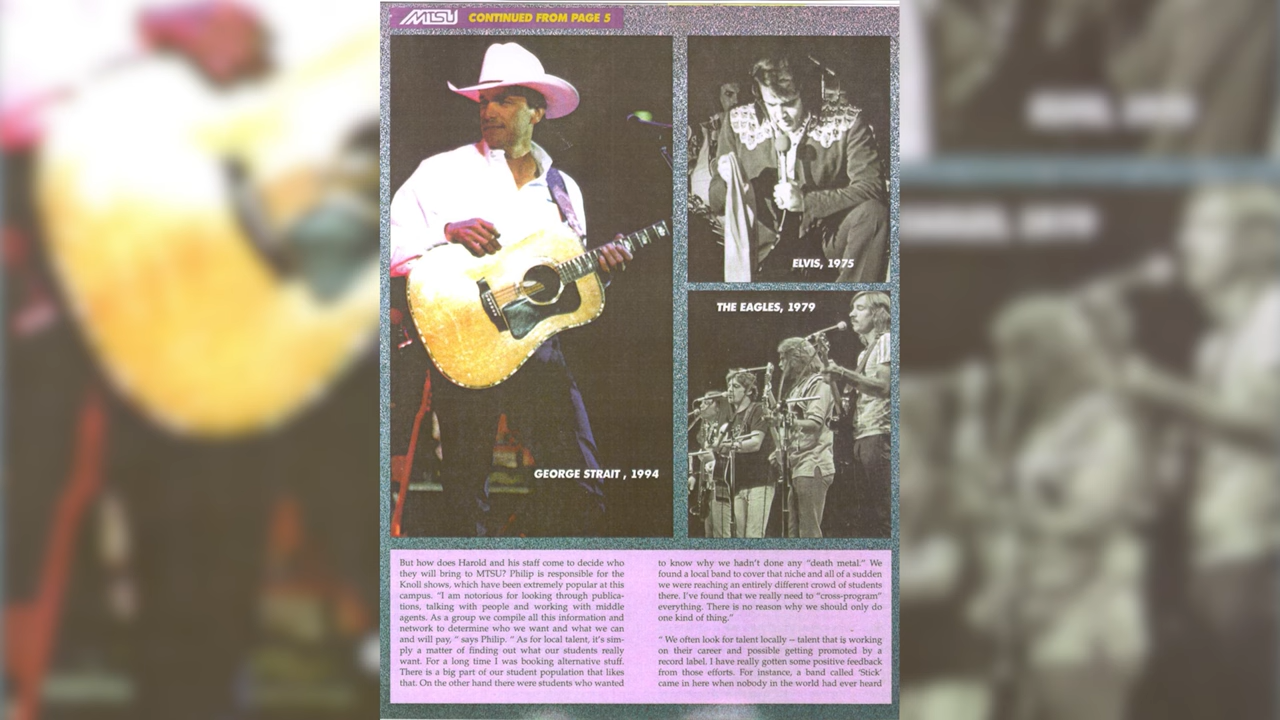 MTSU CONTINUED FROM PAGE 5
ELVIS, 1975
THE EAGLES, 1979
GEORGE STRAIT , 1994
But how does Harold and his staff come to decide who
they will bring to MTSU? Philip is responsible for the
Knoll shows, which have been extremely popular at this
campus. "I am notorious for looking through publica-
tions, talking with people and working with middle
agents. As a group we compile all this information and
network to determine who we want and what we can
and will pay, " says Philip. " As for local talent, it's sim-
ply a matter of finding out what our students really
want. For a long time I was booking alternative stuff.
There is a big part of our student population that likes
that. On the other hand there were students who wanted
to know why we hadn't done any "death metal." We
found a local band to cover that niche and all of a sudden
we were reaching an entirely different crowd of students
there. I've found that we really need to "cross-program"
everything. There is no reason why we should only do
one kind of thing."
" We often look for talent locally – talent that is working
on their career and possible getting promoted by a
record label. I have really gotten some positive feedback
from those efforts. For instance, a band called 'Stick'
came in here when nobody in the world had ever heard